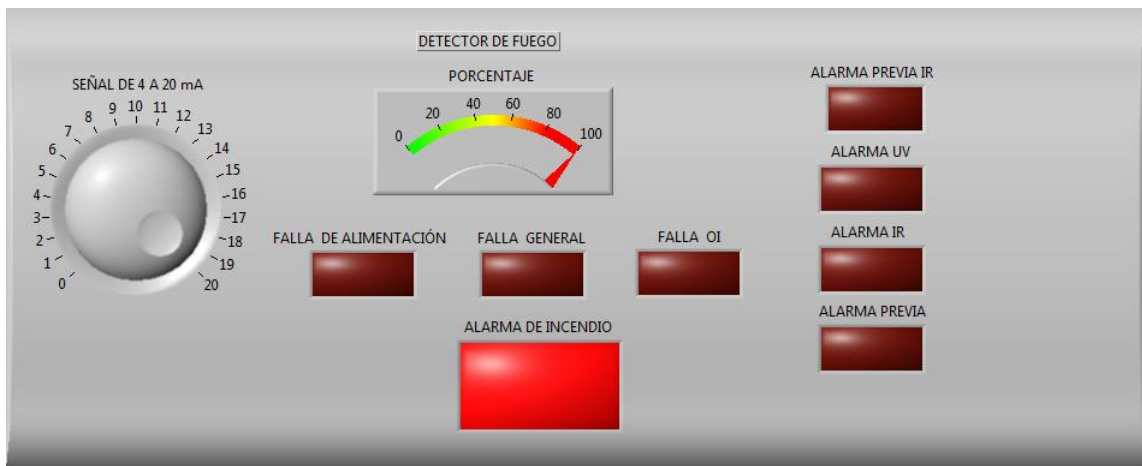 DETECTOR DE FUEGO
SEÑAL DE 4 A 20 mA
0 1 2 3 4 5 6 7 8 9 10 11 12 13 14 15 16 17 18 19 20
PORCENTAJE
0 20 40 60 80 100
ALARMA PREVIA IR
ALARMA UV
ALARMA IR
ALARMA PREVIA
FALLA DE ALIMENTACIÓN
FALLA GENERAL
FALLA OI
ALARMA DE INCENDIO